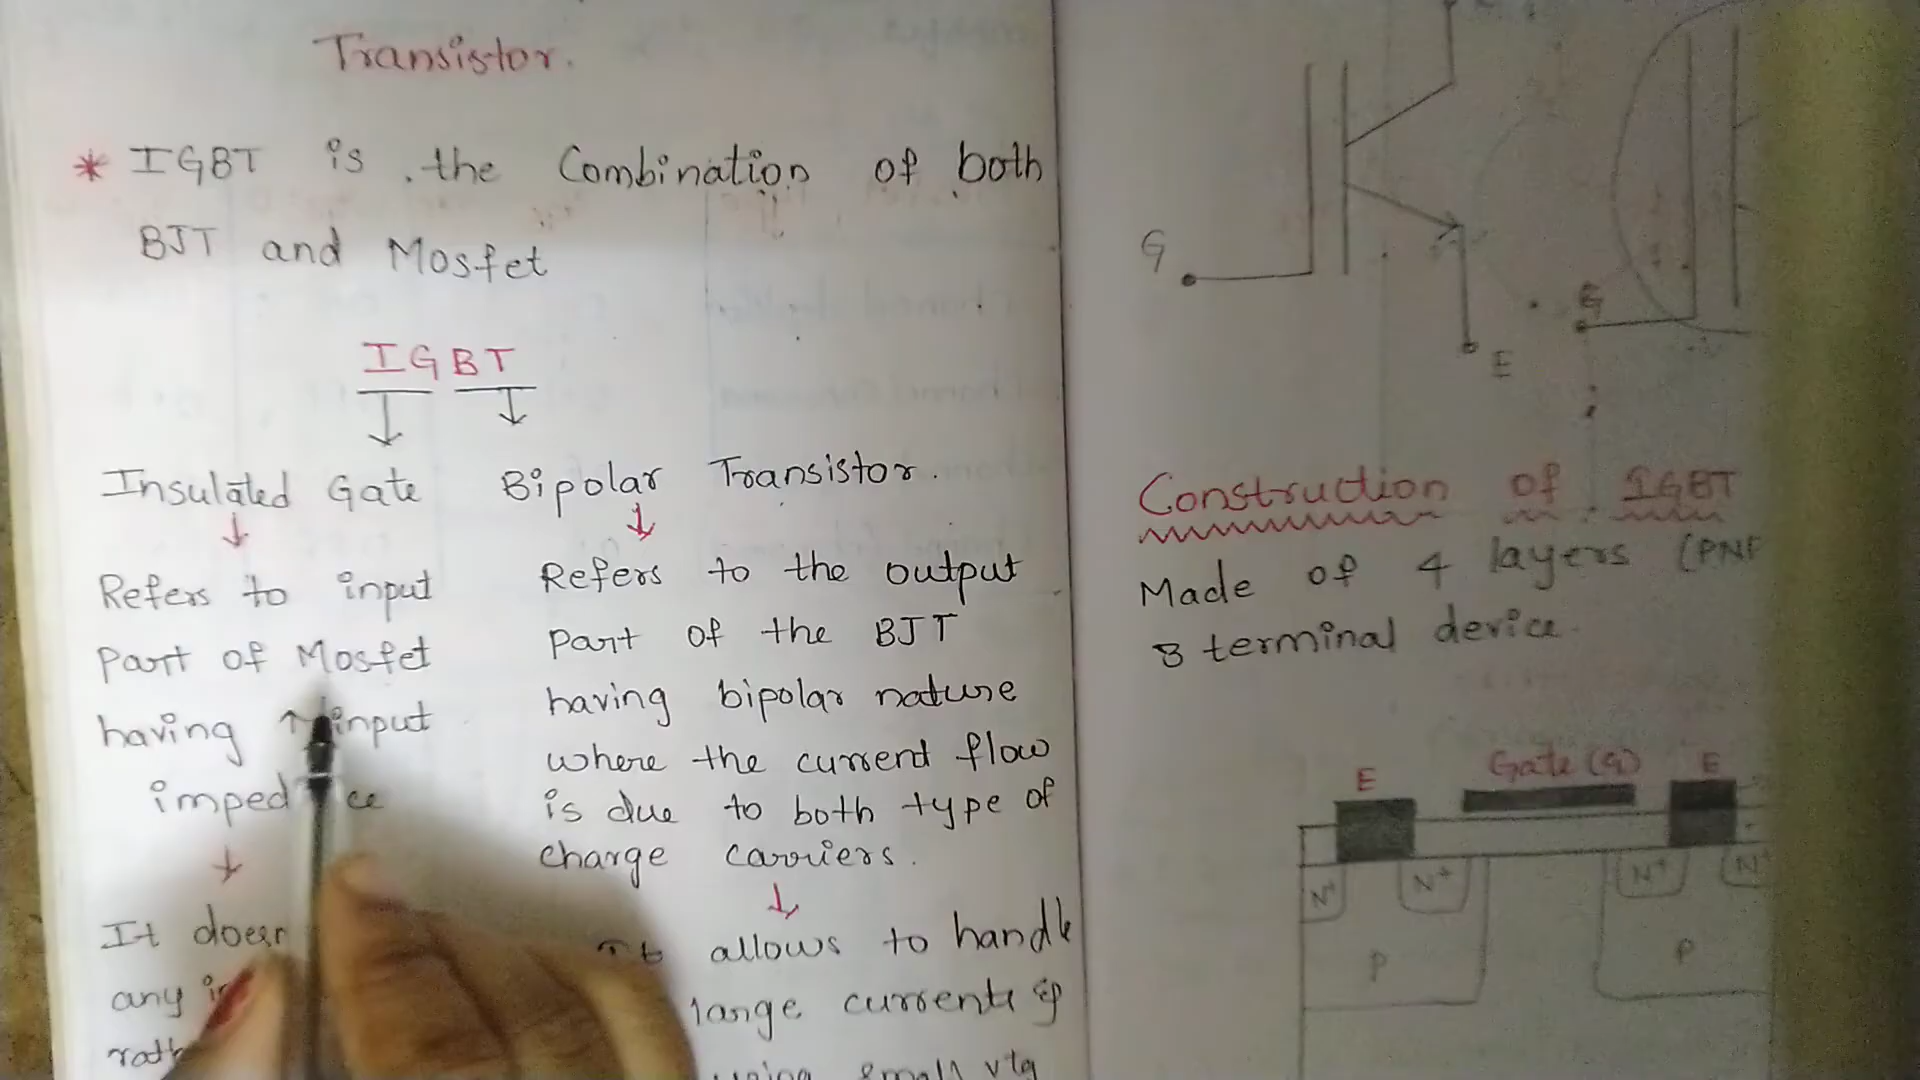 Transistor.
* IGBT is the Combination of both
BJT and Mosfet
IGBT
Insulated Gate Bipolar Transistor.
↓ ↓
Refers to input
part of Mosfet
having ↑ input
↓
It
any
Refers to the output
part of the BJT
having bipolar nature
where the current flow
is due to both type of
charge carriers.
↓
allows to handle
large current
small vtg
G
E
G
Construction of IGBT
Made of 4 layers
3 terminal device.
E Gate (G) E
N+ N+ N+ N+
P P